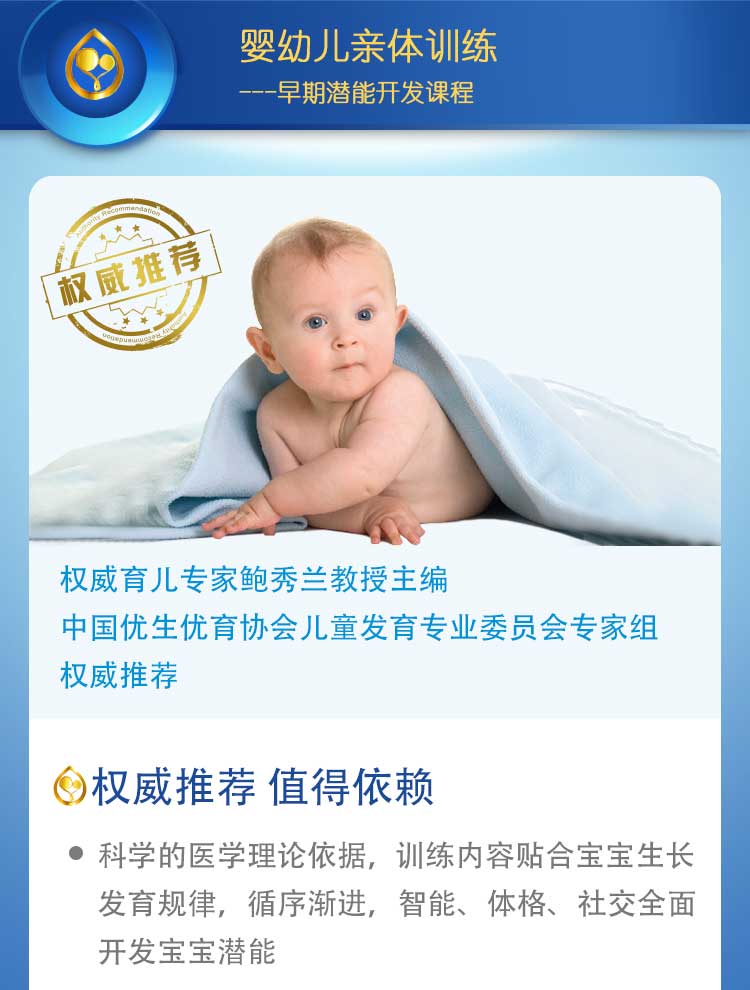 婴幼儿亲体训练
---早期潜能开发课程
Authority Recommendation
权威推荐
Authority Recommendation
权威育儿专家鲍秀兰教授主编
中国优生优育协会儿童发育专业委员会专家组
权威推荐
权威推荐 值得依赖
● 科学的医学理论依据，训练内容贴合宝宝生长
发育规律，循序渐进，智能、体格、社交全面
开发宝宝潜能